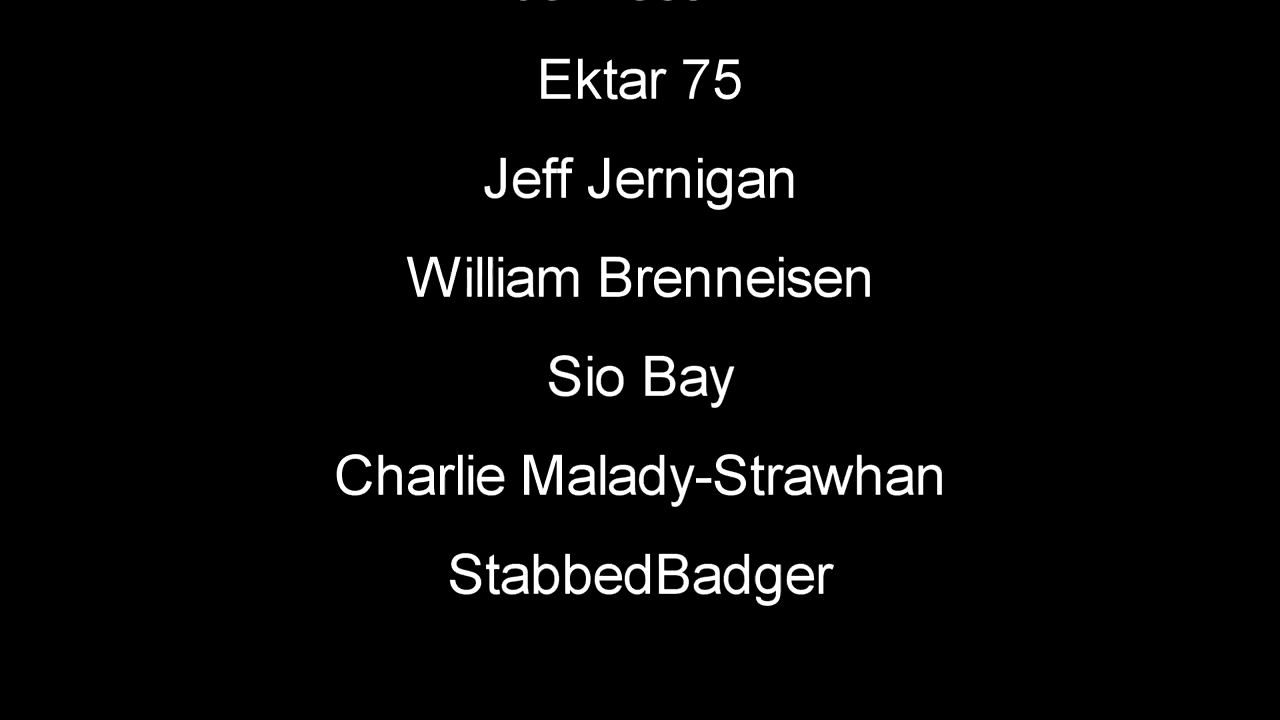 Ektar 75
Jeff Jernigan
William Brenneisen
Sio Bay
Charlie Malady-Strawhan
StabbedBadger